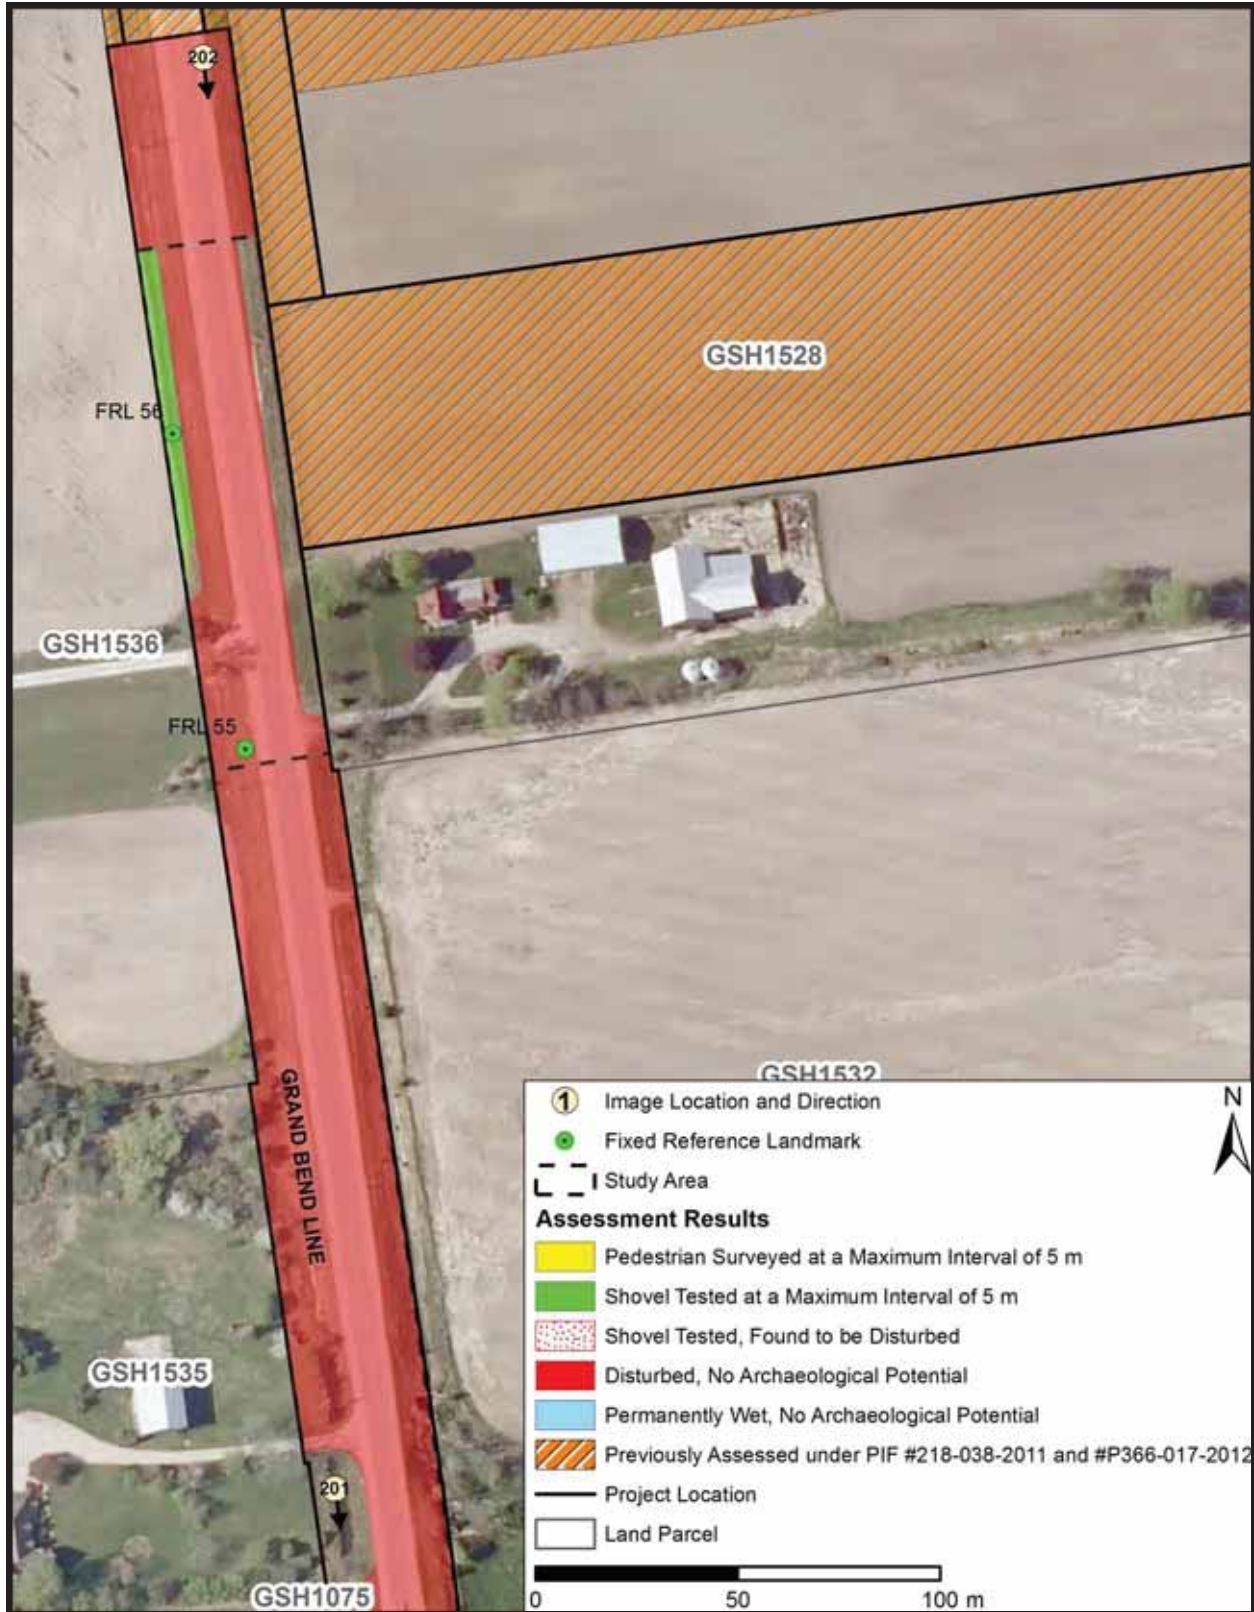 202
GSH1528
FRL 56
GSH1536
FRL 55
GSH1532
GRAND BEND LINE
GSH1535
201
GSH1075
N
1 Image Location and Direction
Fixed Reference Landmark
Study Area
Assessment Results
Pedestrian Surveyed at a Maximum Interval of 5 m
Shovel Tested at a Maximum Interval of 5 m
Shovel Tested, Found to be Disturbed
Disturbed, No Archaeological Potential
Permanently Wet, No Archaeological Potential
Previously Assessed under PIF #218-038-2011 and #P366-017-2012
Project Location
Land Parcel
0 50 100 m